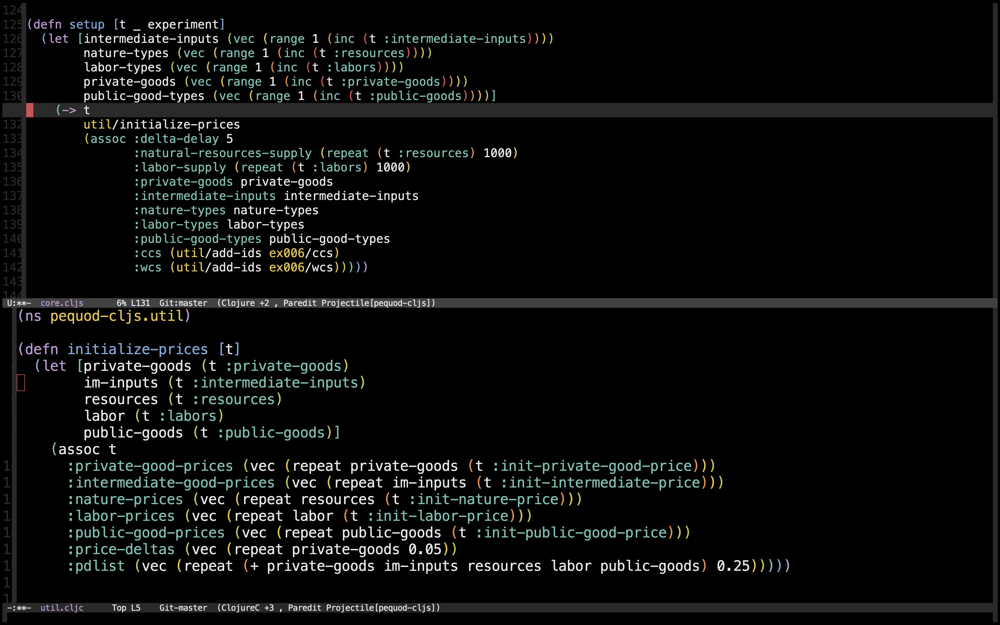 124
125 (defn setup [t _ experiment]
126   (let [intermediate-inputs (vec (range 1 (inc (t :intermediate-inputs))))
127         nature-types (vec (range 1 (inc (t :resources))))
128         labor-types (vec (range 1 (inc (t :labors))))
129         private-goods (vec (range 1 (inc (t :private-goods))))
130         public-good-types (vec (range 1 (inc (t :public-goods))))]
    (-> t
132         util/initialize-prices
133         (assoc :delta-delay 5
134                :natural-resources-supply (repeat (t :resources) 1000)
135                :labor-supply (repeat (t :labors) 1000)
136                :private-goods private-goods
137                :intermediate-inputs intermediate-inputs
138                :nature-types nature-types
139                :labor-types labor-types
140                :public-good-types public-good-types
141                :ccs (util/add-ids ex006/ccs)
142                :wcs (util/add-ids ex006/wcs)))))
143
144
U:**-  core.cljs      6% L131  Git:master  (Clojure +2 , Paredit Projectile[pequod-cljs])
(ns pequod-cljs.util)
(defn initialize-prices [t]
  (let [private-goods (t :private-goods)
        im-inputs (t :intermediate-inputs)
        resources (t :resources)
        labor (t :labors)
        public-goods (t :public-goods)]
    (assoc t
1      :private-good-prices (vec (repeat private-goods (t :init-private-good-price)))
1      :intermediate-good-prices (vec (repeat im-inputs (t :init-intermediate-price)))
1      :nature-prices (vec (repeat resources (t :init-nature-price)))
1      :labor-prices (vec (repeat labor (t :init-labor-price)))
1      :public-good-prices (vec (repeat public-goods (t :init-public-good-price)))
1      :price-deltas (vec (repeat private-goods 0.05))
1      :pdlist (vec (repeat (+ private-goods im-inputs resources labor public-goods) 0.25)))))
1
1
-:**-  util.cljc      Top L5    Git-master  (ClojureC +3 , Paredit Projectile[pequod-cljs])